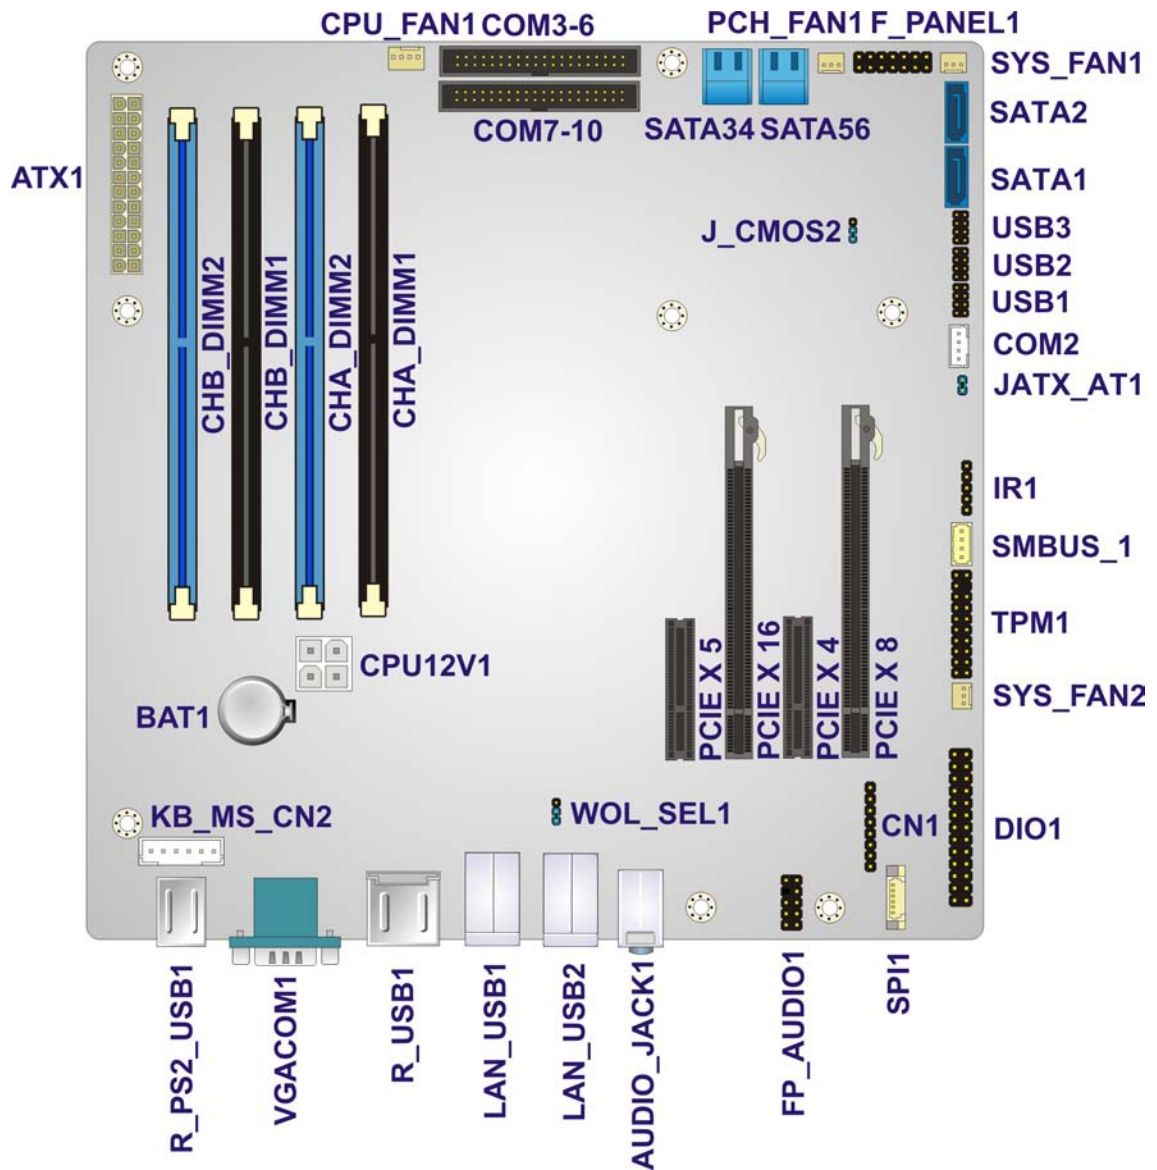 CPU_FAN1 COM3-6
PCH_FAN1 F_PANEL1
SYS_FAN1
SATA2
COM7-10
SATA34 SATA56
ATX1
SATA1
J_CMOS2
USB3
USB2
USB1
COM2
JATX_AT1
CHB_DIMM2
CHB_DIMM1
CHA_DIMM2
CHA_DIMM1
IR1
SMBUS_1
TPM1
CPU12V1
BAT1
PCIE X 5
PCIE X 16
PCIE X 4
PCIE X 8
SYS_FAN2
KB_MS_CN2
WOL_SEL1
CN1
DIO1
R_PS2_USB1
VGACOM1
R_USB1
LAN_USB1
LAN_USB2
AUDIO_JACK1
FP_AUDIO1
SPI1